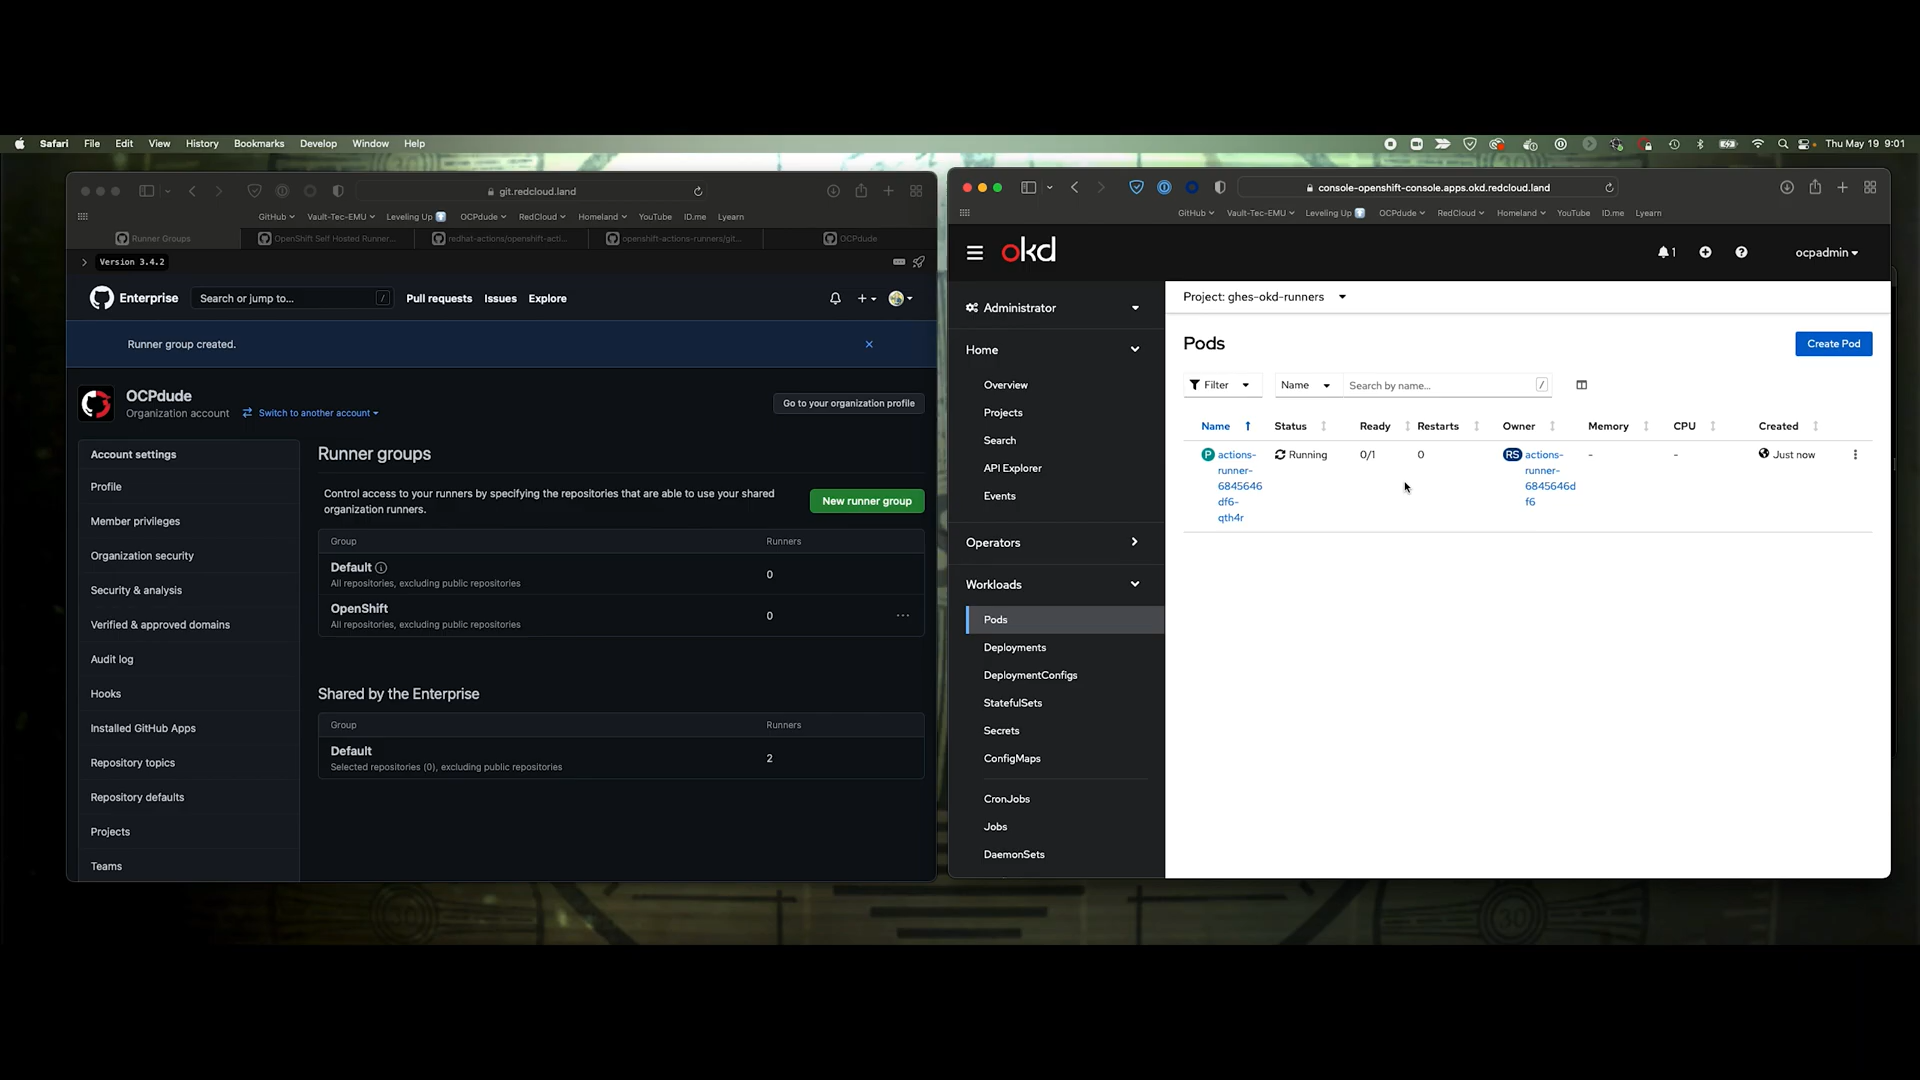 Safari File Edit View History Bookmarks Develop Window Help
Thu May 19 9:01
git.redcloud.land
GitHub Vault-Tec-EMU Leveling Up OCPdude RedCloud Homeland YouTube ID.me Lyearn
Runner Groups OpenShift Self Hosted Runner... redhat-actions/openshift-acti... openshift-actions-runners/git... OCPdude
Version 3.4.2
Enterprise Search or jump to... / Pull requests Issues Explore
Runner group created.
OCPdude
Organization account Switch to another account
Go to your organization profile
Account settings
Profile
Member privileges
Organization security
Security & analysis
Verified & approved domains
Audit log
Hooks
Installed GitHub Apps
Repository topics
Repository defaults
Projects
Teams
Runner groups
Control access to your runners by specifying the repositories that are able to use your shared
organization runners.
New runner group
Group Runners
Default 0
All repositories, excluding public repositories
OpenShift 0
All repositories, excluding public repositories
Shared by the Enterprise
Group Runners
Default 2
Selected repositories (0), excluding public repositories
console-openshift-console.apps.okd.redcloud.land
GitHub Vault-Tec-EMU Leveling Up OCPdude RedCloud Homeland YouTube ID.me Lyearn
okd
1 ocpadmin
Administrator
Home
Overview
Projects
Search
API Explorer
Events
Operators
Workloads
Pods
Deployments
DeploymentConfigs
StatefulSets
Secrets
ConfigMaps
CronJobs
Jobs
DaemonSets
Project: ghes-okd-runners
Pods
Create Pod
Filter Name Search by name... /
Name Status Ready Restarts Owner Memory CPU Created
P actions-
runner-
6845646
df6-
qth4r
Running 0/1 0
RS actions-
runner-
6845646d
f6
- - Just now